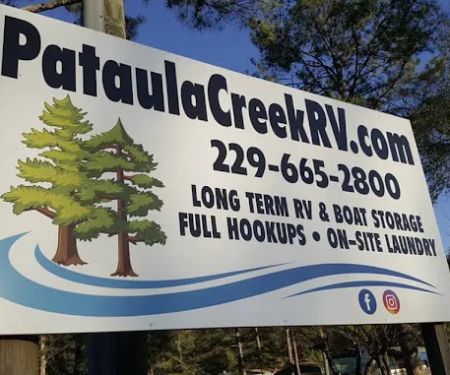 PataulaCreekRV.com
229-665-2800
LONG TERM RV & BOAT STORAGE
FULL HOOKUPS • ON-SITE LAUNDRY